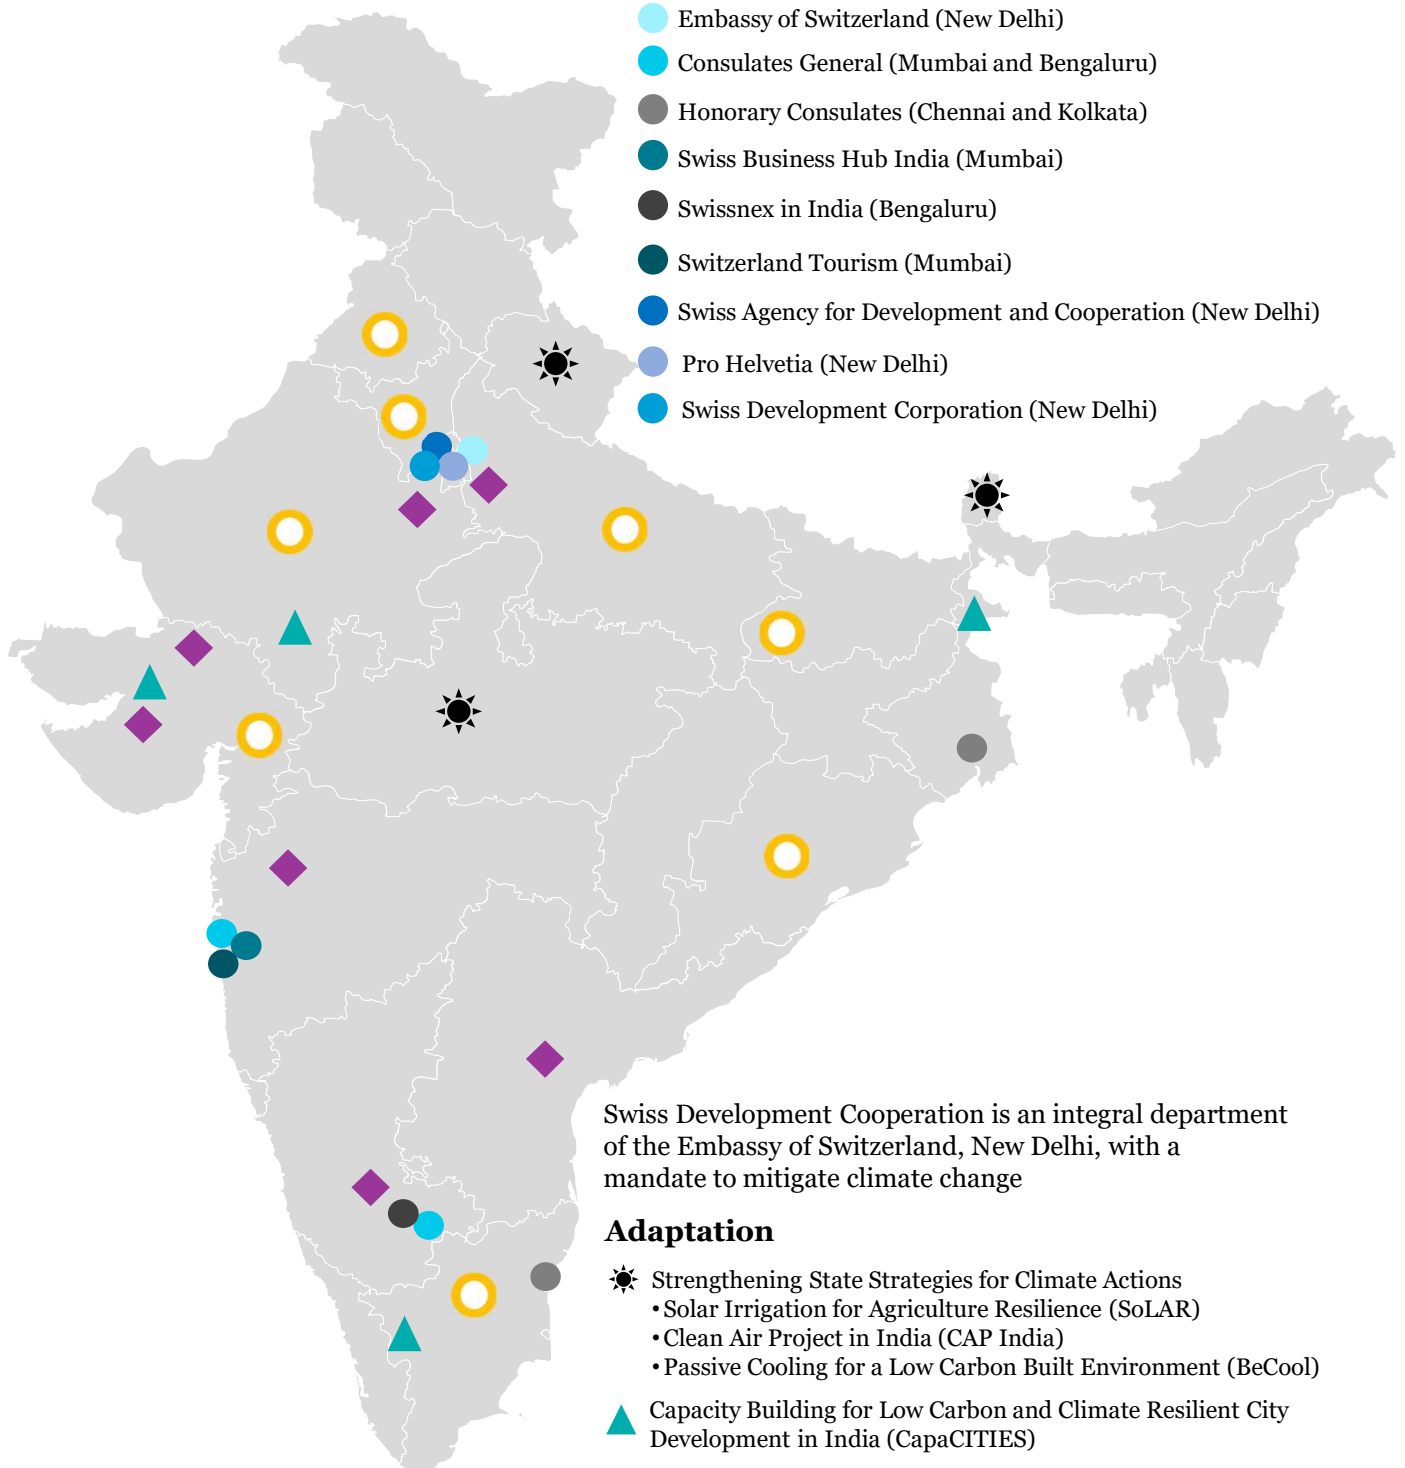 Embassy of Switzerland (New Delhi)
Consulates General (Mumbai and Bengaluru)
Honorary Consulates (Chennai and Kolkata)
Swiss Business Hub India (Mumbai)
Swissnex in India (Bengaluru)
Switzerland Tourism (Mumbai)
Swiss Agency for Development and Cooperation (New Delhi)
Pro Helvetia (New Delhi)
Swiss Development Corporation (New Delhi)
Swiss Development Cooperation is an integral department
of the Embassy of Switzerland, New Delhi, with a
mandate to mitigate climate change
Adaptation
Strengthening State Strategies for Climate Actions
• Solar Irrigation for Agriculture Resilience (SoLAR)
• Clean Air Project in India (CAP India)
• Passive Cooling for a Low Carbon Built Environment (BeCool)
Capacity Building for Low Carbon and Climate Resilient City
Development in India (CapaCITIES)